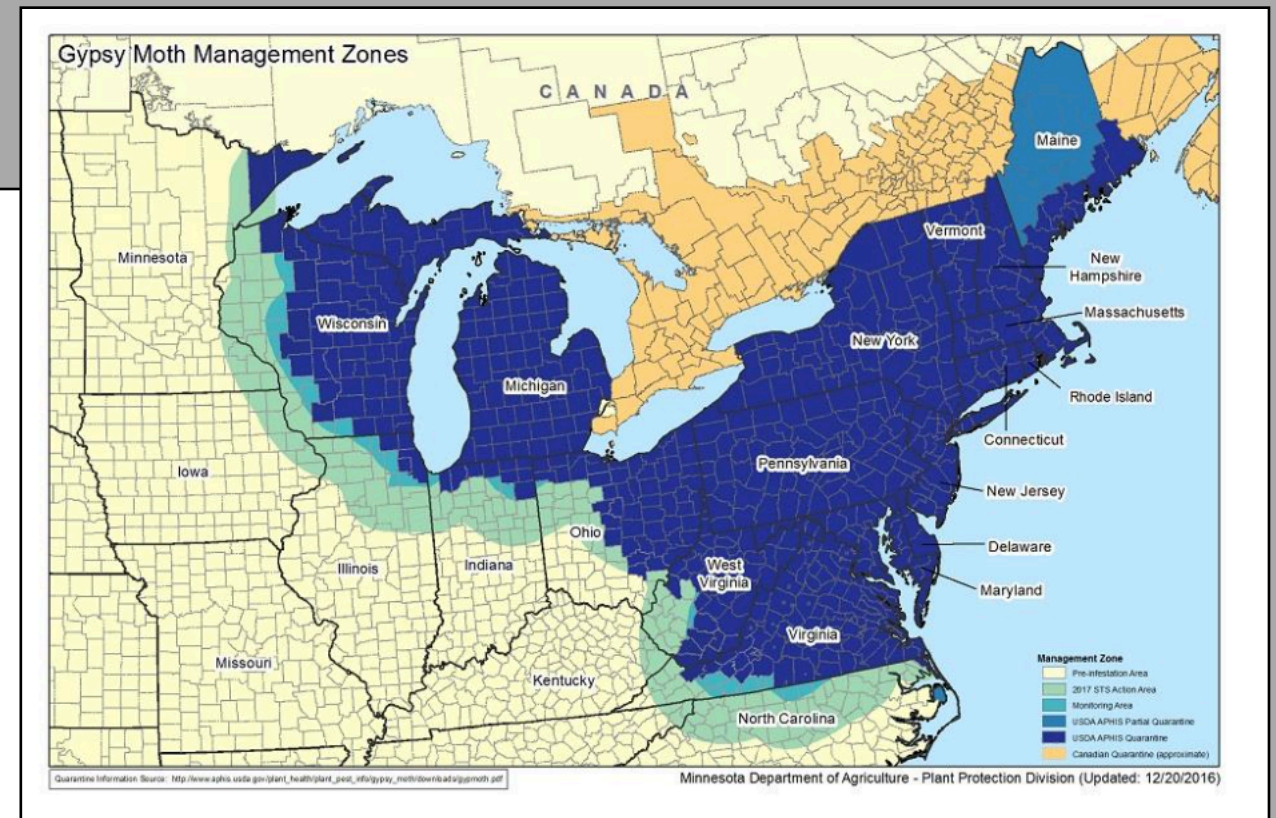 Gypsy Moth Management Zones
CANADA
Maine
Minnesota
Vermont
New
Hampshire
Massachusetts
Wisconsin
New York
Michigan
Rhode Island
Connecticut
Iowa
Pennsylvania
New Jersey
Ohio
Delaware
Illinois
Indiana
West
Virginia
Maryland
Virginia
Missouri
Kentucky
North Carolina
Management Zone
Pre-infestation Area
2017 STS Action Area
Monitoring Area
USDA APHIS Partial Quarantine
USDA APHIS Quarantine
Canadian Quarantine (approximate)
Quarantine Information Source: http://www.aphis.usda.gov/plant_health/plant_pest_info/gypsy_moth/downloads/gypmoth.pdf
Minnesota Department of Agriculture - Plant Protection Division (Updated: 12/20/2016)